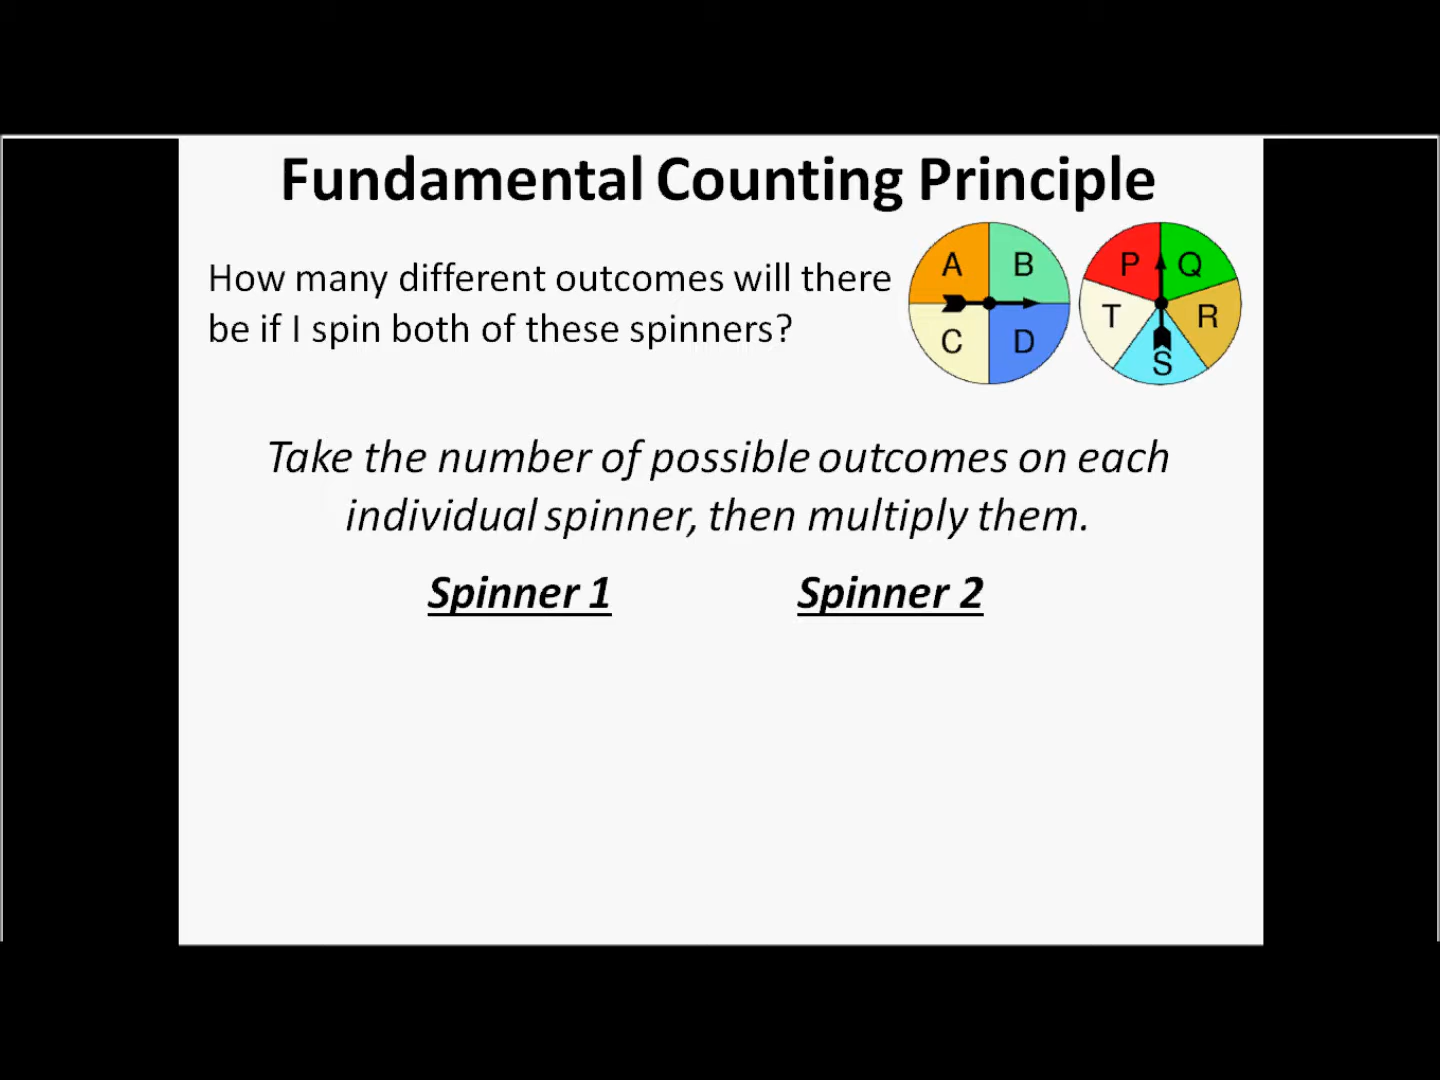 Fundamental Counting Principle
How many different outcomes will there
be if I spin both of these spinners?
A B
C D
P Q
T R
S
Take the number of possible outcomes on each
individual spinner, then multiply them.
Spinner 1 Spinner 2